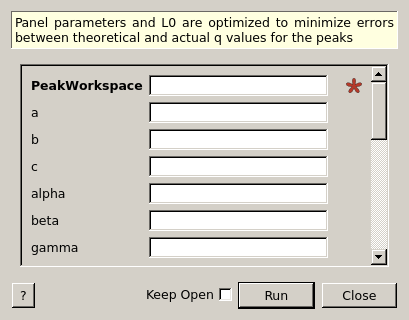 Panel parameters and L0 are optimized to minimize errors
between theoretical and actual q values for the peaks
PeakWorkspace
a
b
c
alpha
beta
gamma
? Keep Open Run Close